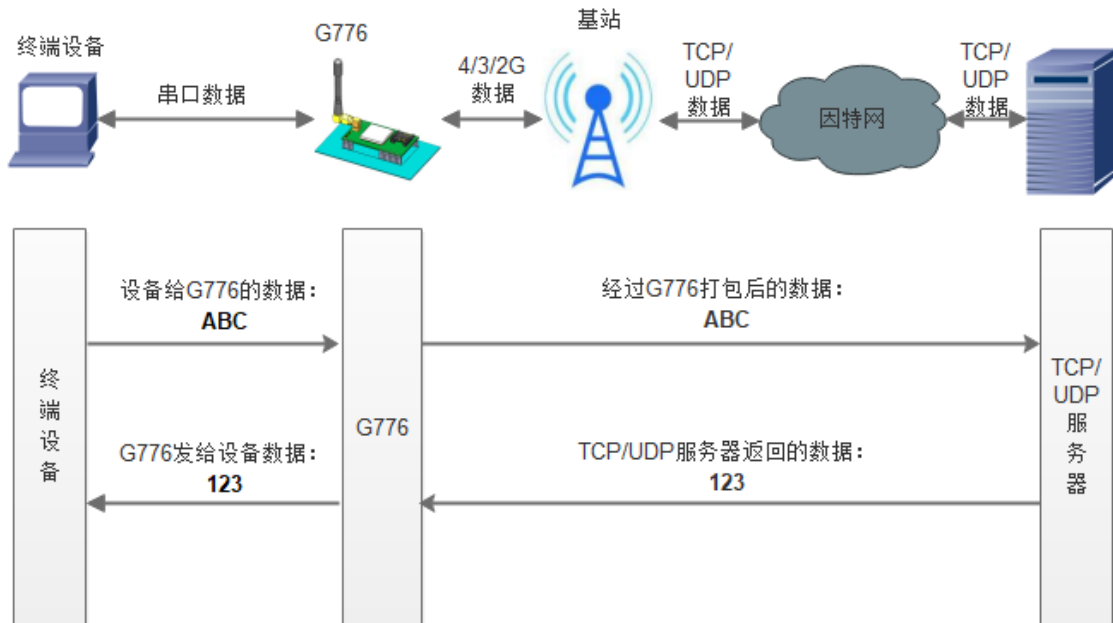 终端设备
G776
基站
串口数据
4/3/2G
数据
TCP/
UDP
数据
因特网
TCP/
UDP
数据
设备给G776的数据：
ABC
经过G776打包后的数据：
ABC
终
端
设
备
G776
TCP/
UDP
服
务
器
G776发给设备数据：
123
TCP/UDP服务器返回的数据：
123